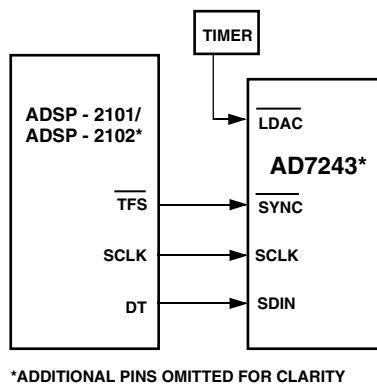 TIMER
ADSP - 2101/
ADSP - 2102*
LDAC
AD7243*
TFS
SYNC
SCLK
SCLK
DT
SDIN
*ADDITIONAL PINS OMITTED FOR CLARITY